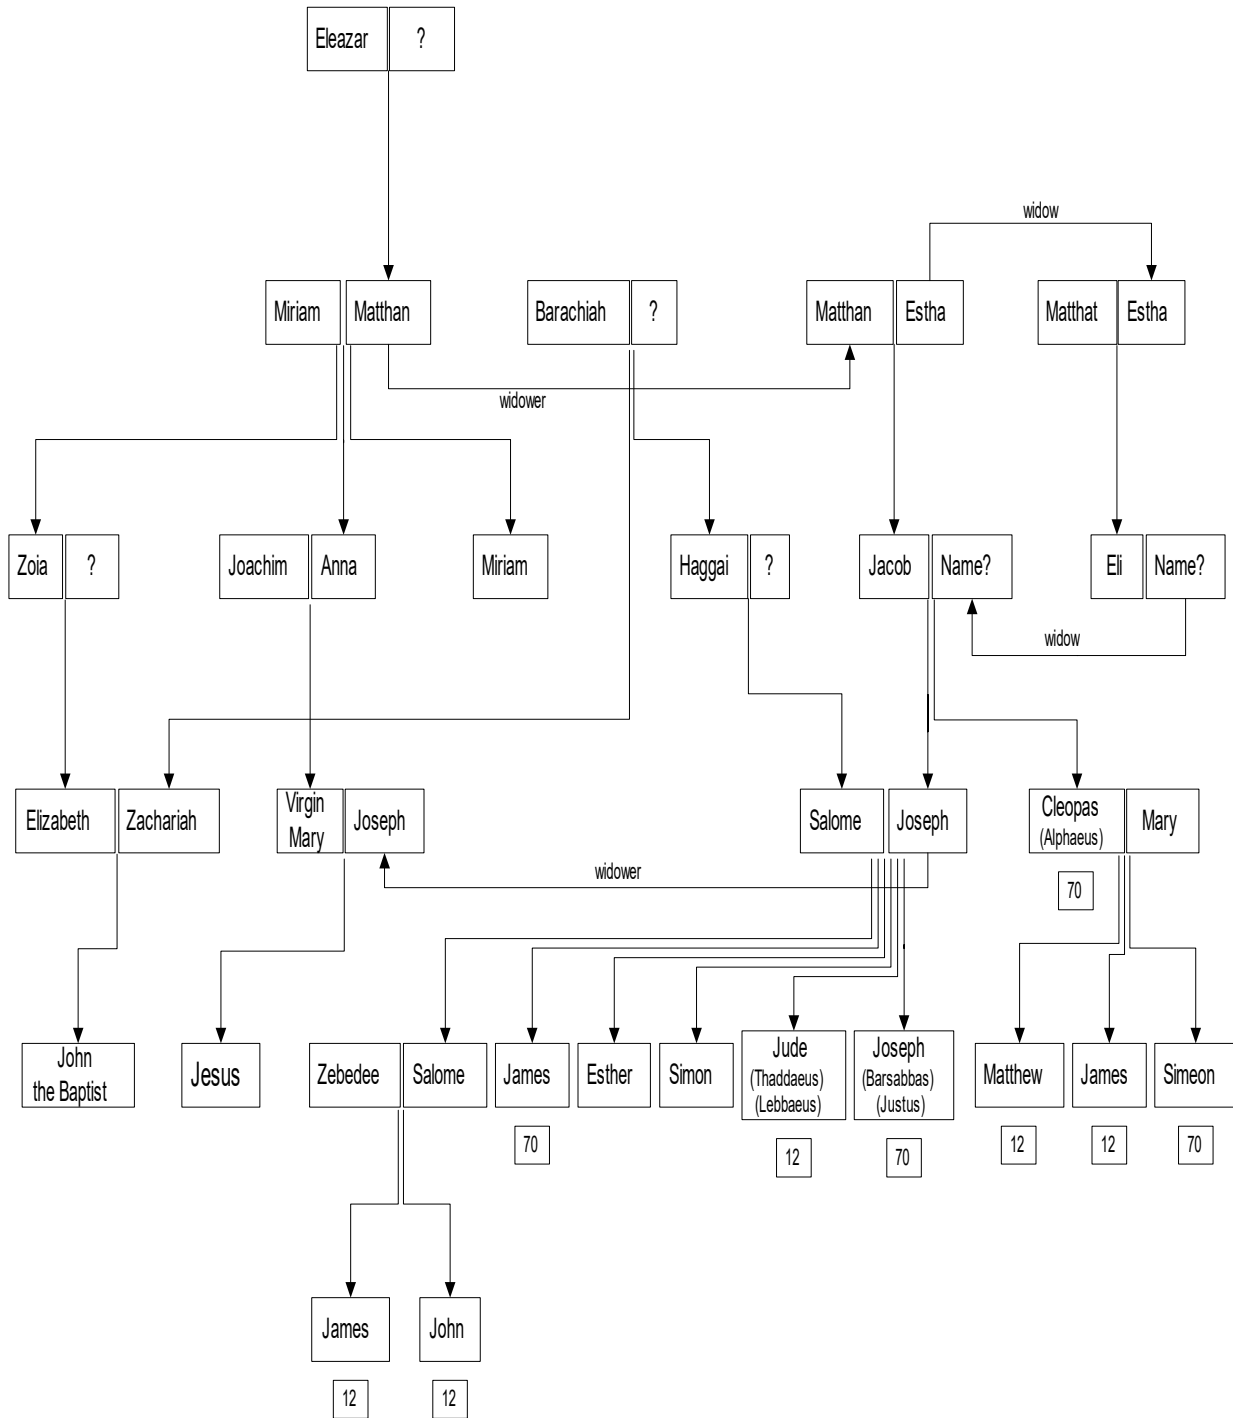 Eleazar
?
widow
Miriam
Matthan
Barachiah
?
Matthan
Estha
Matthat
Estha
widower
Zoia
?
Joachim
Anna
Miriam
Haggai
?
Jacob
Name?
Eli
Name?
widow
Elizabeth
Zachariah
Virgin
Mary
Joseph
Salome
Joseph
Cleopas
(Alphaeus)
Mary
widower
70
John
the Baptist
Jesus
Zebedee
Salome
James
Esther
Simon
Jude
(Thaddaeus)
(Lebbaeus)
Joseph
(Barsabbas)
(Justus)
Matthew
James
Simeon
70
12
70
12
12
70
James
John
12
12